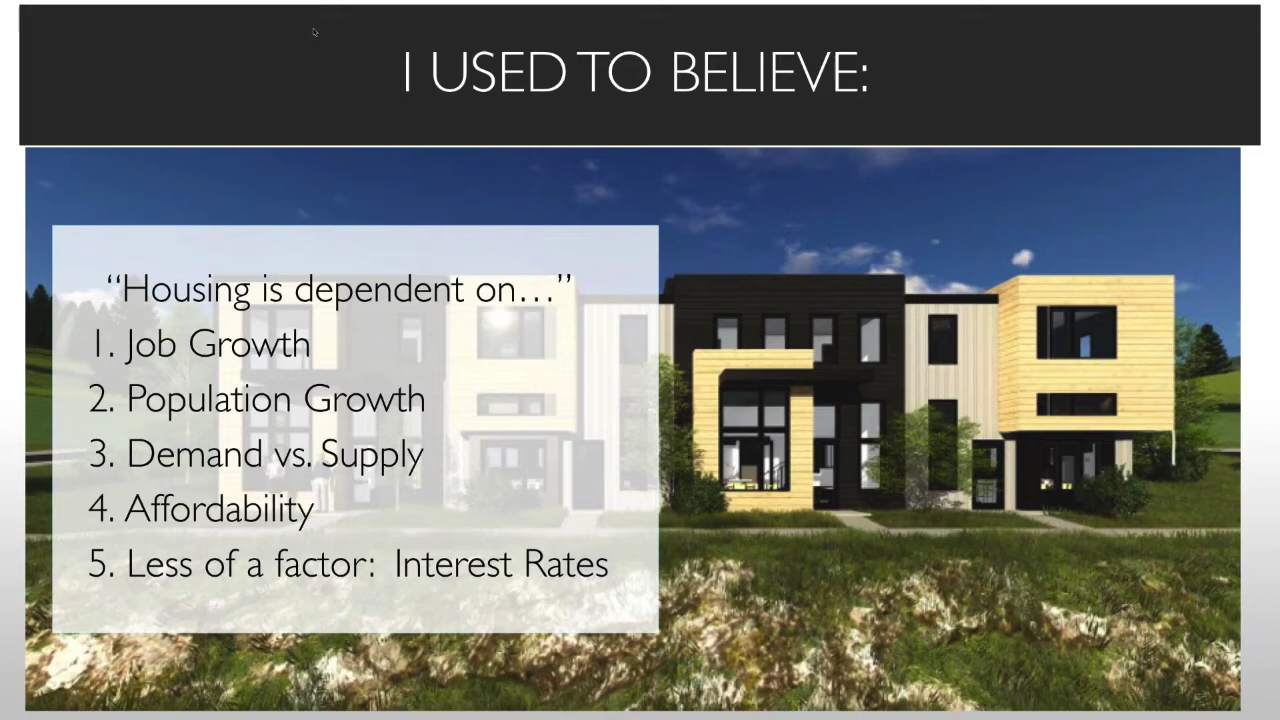 I USED TO BELIEVE:
“Housing is dependent on…”
1. Job Growth
2. Population Growth
3. Demand vs. Supply
4. Affordability
5. Less of a factor: Interest Rates